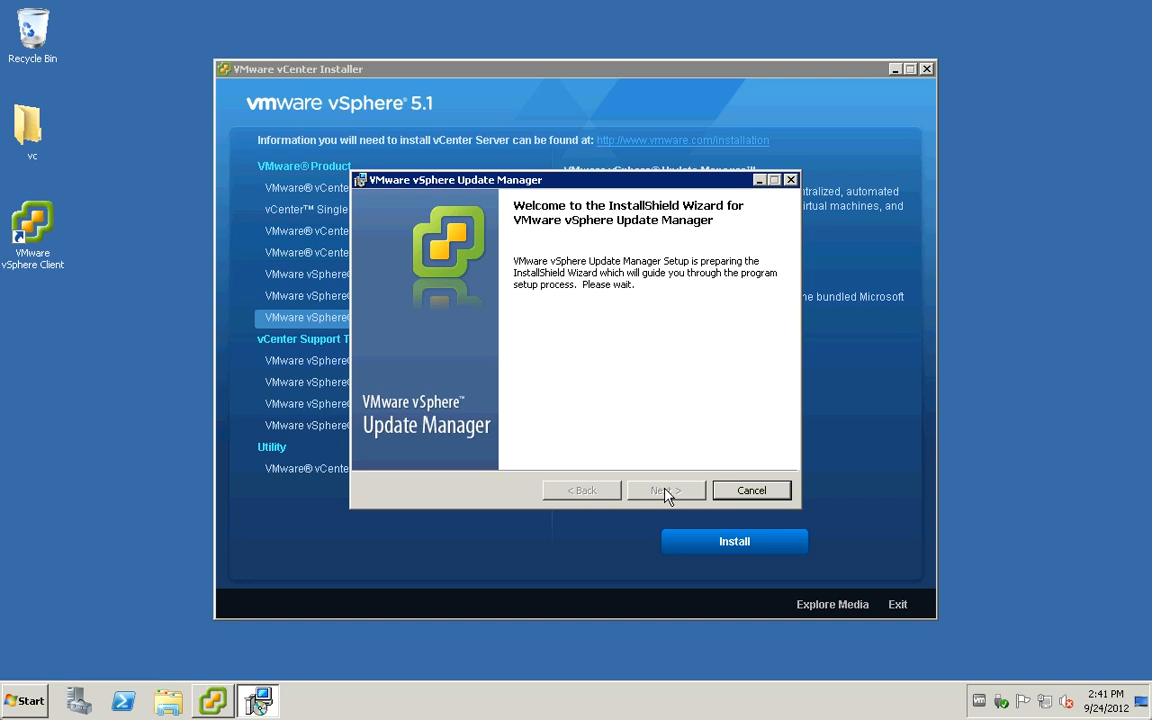 Recycle Bin
vc
VMware
vSphere Client
VMware vCenter Installer
vmware vSphere® 5.1
Information you will need to install vCenter Server can be found at: http://www.vmware.com/installation
VMware® Product
VMware® vCente
vCenter™ Single
VMware® vCente
VMware® vCente
VMware vSphere®
VMware vSphere®
VMware vSphere®
vCenter Support T
VMware vSphere®
VMware vSphere®
VMware vSphere®
VMware vSphere®
Utility
VMware® vCente
VMware® vSphere® Update Manager™
ntralized, automated
irtual machines, and
he bundled Microsoft
VMware vSphere Update Manager
Welcome to the InstallShield Wizard for
VMware vSphere Update Manager
VMware vSphere Update Manager Setup is preparing the
InstallShield Wizard which will guide you through the program
setup process. Please wait.
VMware vSphere™
Update Manager
< Back
Next >
Cancel
Install
Explore Media
Exit
Start
2:41 PM
9/24/2012